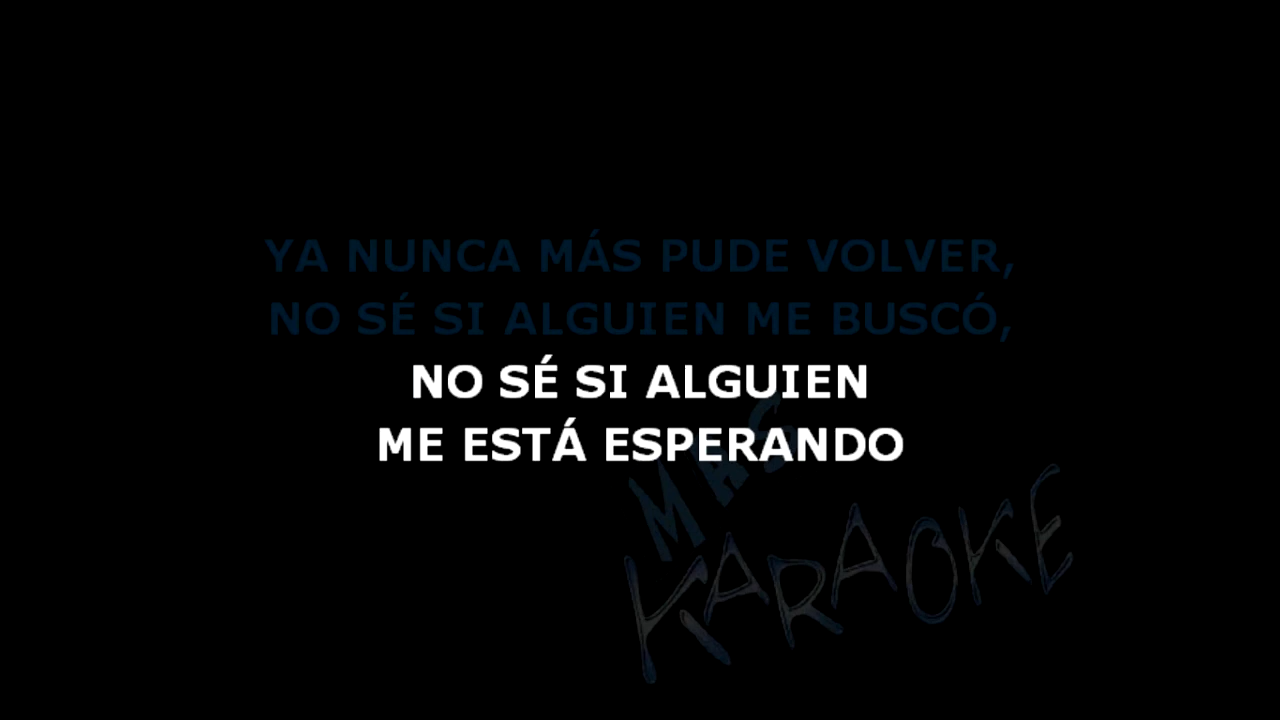 YA NUNCA MÁS PUDE VOLVER,
NO SÉ SI ALGUIEN ME BUSCÓ,
NO SÉ SI ALGUIEN
ME ESTÁ ESPERANDO
MAS
KARAOKE